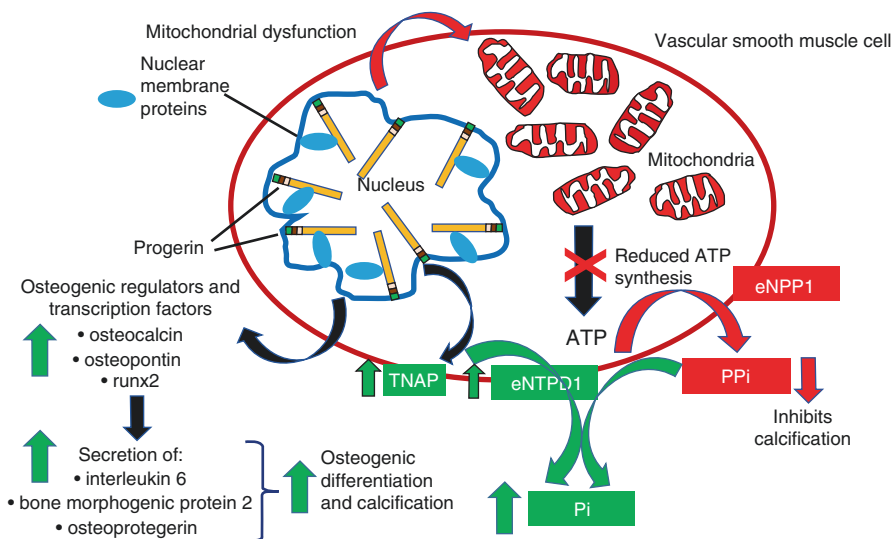 Mitochondrial dysfunction
Vascular smooth muscle cell
Nuclear
membrane
proteins
Nucleus
Mitochondria
Progerin
Reduced ATP
synthesis
eNPP1
Osteogenic regulators and
transcription factors
• osteocalcin
• osteopontin
• runx2
ATP
TNAP
eNTPD1
PPi
Inhibits
calcification
Secretion of:
• interleukin 6
• bone morphogenic protein 2
• osteoprotegerin
Osteogenic
differentiation
and calcification
Pi